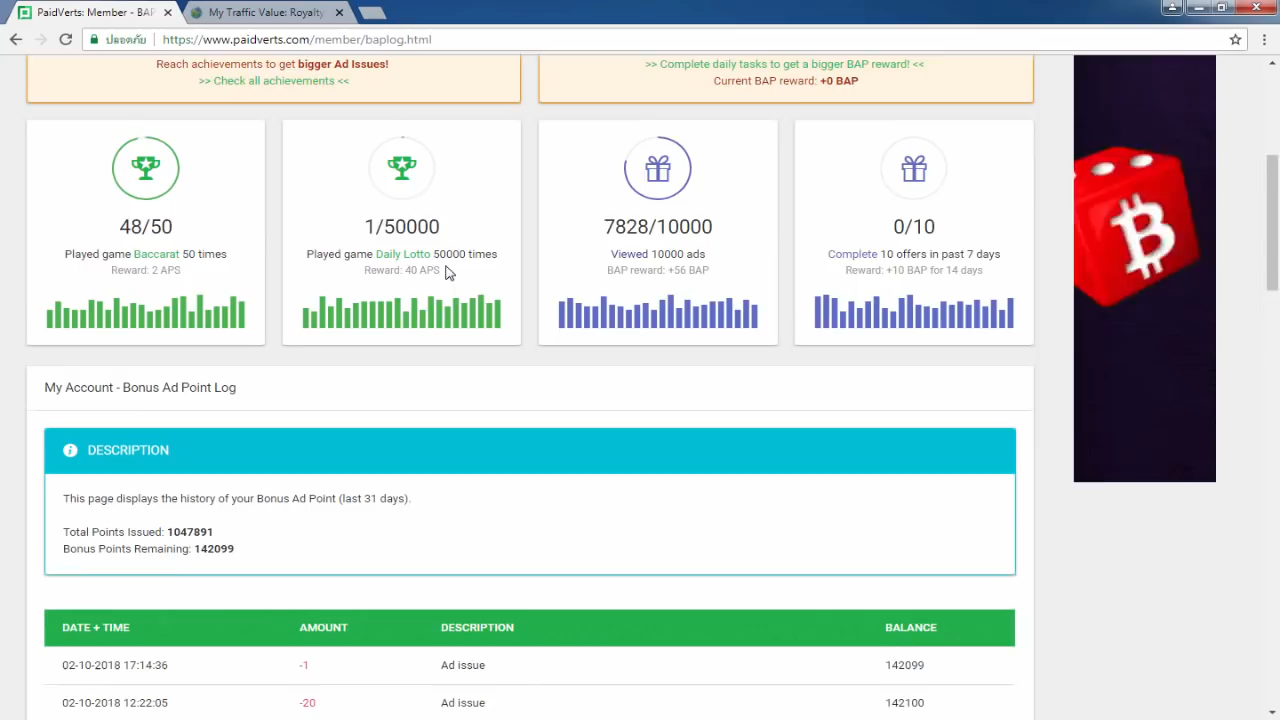 PaidVerts: Member - BAP
My Traffic Value: Royalty
ปลอดภัย
https://www.paidverts.com/member/baplog.html
Reach achievements to get bigger Ad Issues!
>> Check all achievements <<
>> Complete daily tasks to get a bigger BAP reward! <<
Current BAP reward: +0 BAP
48/50
Played game Baccarat 50 times
Reward: 2 APS
1/50000
Played game Daily Lotto 50000 times
Reward: 40 APS
7828/10000
Viewed 10000 ads
BAP reward: +56 BAP
0/10
Complete 10 offers in past 7 days
Reward: +10 BAP for 14 days
My Account - Bonus Ad Point Log
DESCRIPTION
This page displays the history of your Bonus Ad Point (last 31 days).
Total Points Issued: 1047891
Bonus Points Remaining: 142099
DATE + TIME AMOUNT DESCRIPTION BALANCE
02-10-2018 17:14:36 -1 Ad issue 142099
02-10-2018 12:22:05 -20 Ad issue 142100